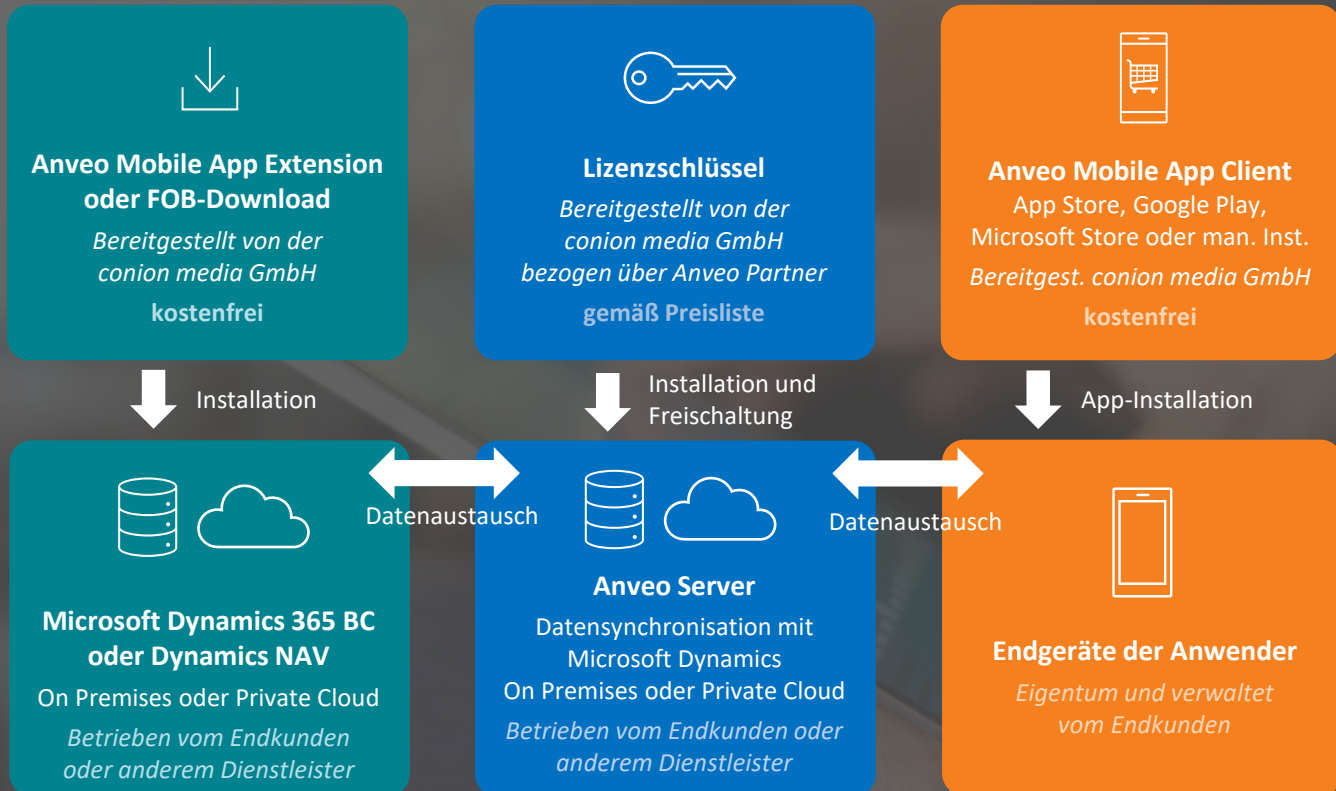 Anveo Mobile App Extension
oder FOB-Download
Bereitgestellt von der
conion media GmbH
kostenfrei
Lizenzschlüssel
Bereitgestellt von der
conion media GmbH
bezogen über Anveo Partner
gemäß Preisliste
Anveo Mobile App Client
App Store, Google Play,
Microsoft Store oder man. Inst.
Bereitgest. conion media GmbH
kostenfrei
Installation
Installation und
Freischaltung
App-Installation
Microsoft Dynamics 365 BC
oder Dynamics NAV
On Premises oder Private Cloud
Betrieben vom Endkunden
oder anderem Dienstleister
Datenaustausch
Anveo Server
Datensynchronisation mit
Microsoft Dynamics
On Premises oder Private Cloud
Betrieben vom Endkunden oder
anderem Dienstleister
Datenaustausch
Endgeräte der Anwender
Eigentum und verwaltet
vom Endkunden